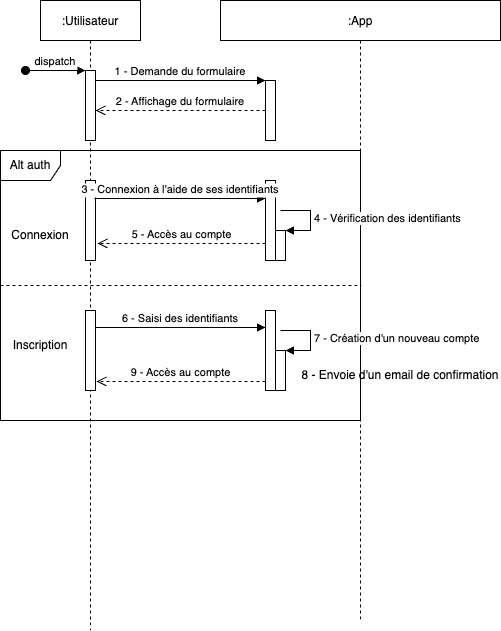 :Utilisateur
:App
dispatch
1 - Demande du formulaire
2 - Affichage du formulaire
Alt auth
3 - Connexion à l'aide de ses identifiants
4 - Vérification des identifiants
Connexion
5 - Accès au compte
6 - Saisi des identifiants
7 - Création d'un nouveau compte
Inscription
9 - Accès au compte
8 - Envoie d'un email de confirmation